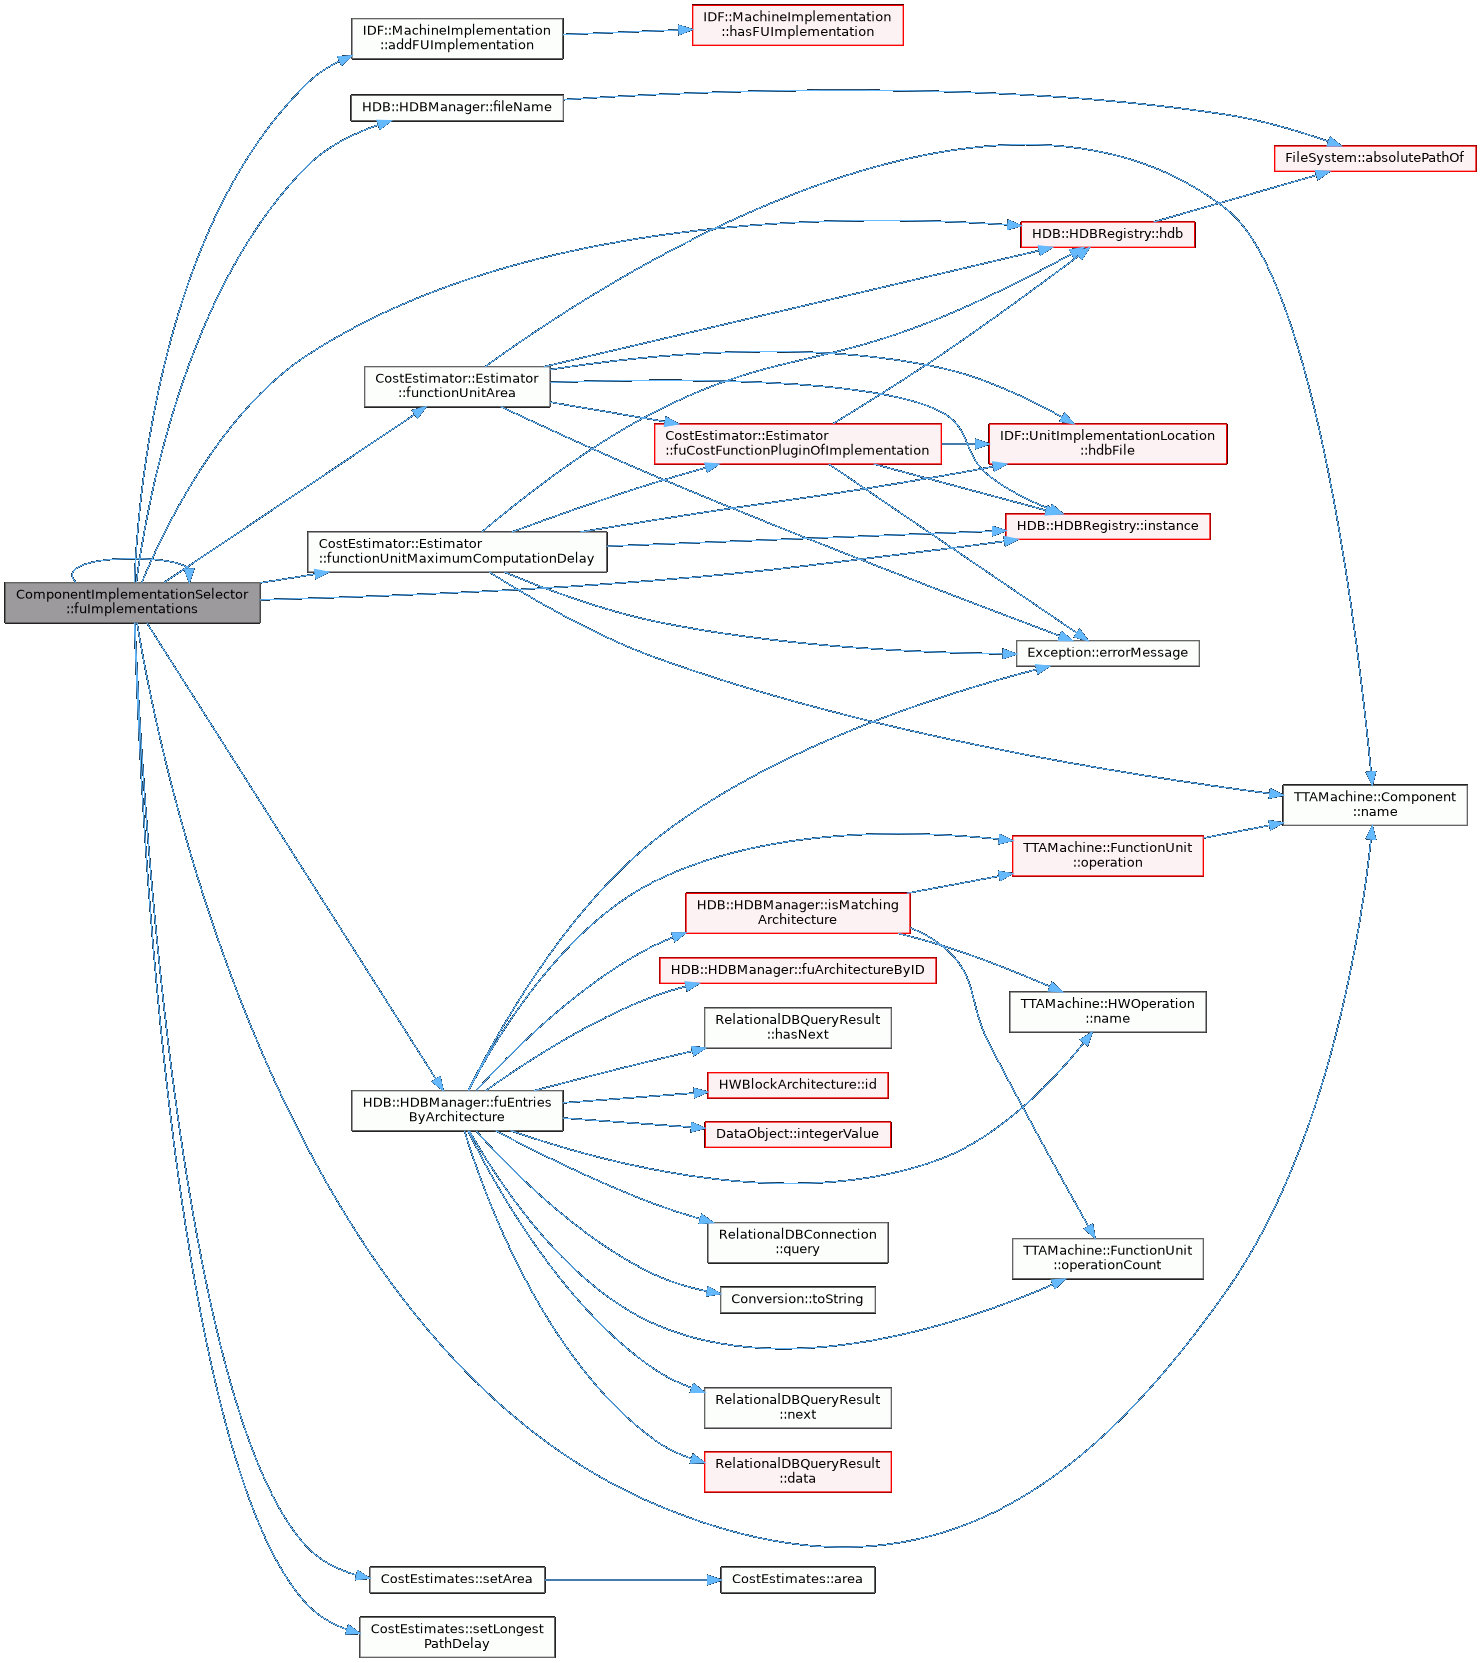 IDF::MachineImplementation
::addFUImplementation
IDF::MachineImplementation
::hasFUImplementation
HDB::HDBManager::fileName
FileSystem::absolutePathOf
HDB::HDBRegistry::hdb
CostEstimator::Estimator
::functionUnitArea
CostEstimator::Estimator
::fuCostFunctionPluginOfImplementation
IDF::UnitImplementationLocation
::hdbFile
HDB::HDBRegistry::instance
CostEstimator::Estimator
::functionUnitMaximumComputationDelay
ComponentImplementationSelector
::fuImplementations
Exception::errorMessage
TTAMachine::Component
::name
TTAMachine::FunctionUnit
::operation
HDB::HDBManager::isMatching
Architecture
HDB::HDBManager::fuArchitectureByID
TTAMachine::HWOperation
::name
RelationalDBQueryResult
::hasNext
HWBlockArchitecture::id
HDB::HDBManager::fuEntries
ByArchitecture
DataObject::integerValue
RelationalDBConnection
::query
TTAMachine::FunctionUnit
::operationCount
Conversion::toString
RelationalDBQueryResult
::next
RelationalDBQueryResult
::data
CostEstimates::setArea
CostEstimates::area
CostEstimates::setLongest
PathDelay